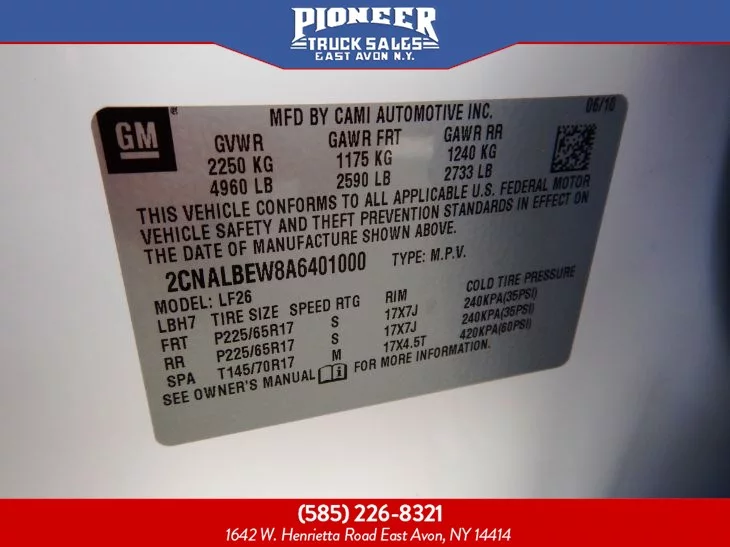 PIONEER
TRUCK SALES
EAST AVON N.Y.
GM ®
MFD BY CAMI AUTOMOTIVE INC. 06/10
GVWR GAWR FRT GAWR RR
2250 KG 1175 KG 1240 KG
4960 LB 2590 LB 2733 LB
THIS VEHICLE CONFORMS TO ALL APPLICABLE U.S. FEDERAL MOTOR
VEHICLE SAFETY AND THEFT PREVENTION STANDARDS IN EFFECT ON
THE DATE OF MANUFACTURE SHOWN ABOVE.
2CNALBEW8A6401000 TYPE: M.P.V.
MODEL: LF26
LBH7 TIRE SIZE SPEED RTG RIM COLD TIRE PRESSURE
FRT P225/65R17 S 17X7J 240KPA(35PSI)
RR P225/65R17 S 17X7J 240KPA(35PSI)
SPA T145/70R17 M 17X4.5T 420KPA(60PSI)
SEE OWNER'S MANUAL i FOR MORE INFORMATION.
(585) 226-8321
1642 W. Henrietta Road East Avon, NY 14414